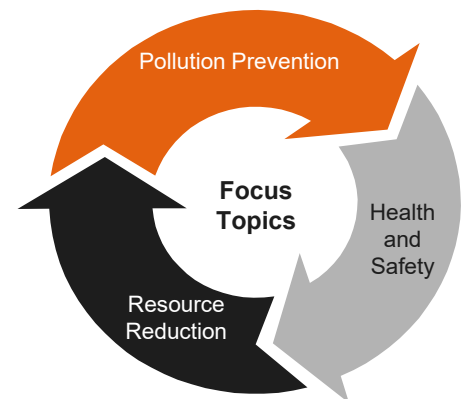 Pollution Prevention
Focus
Topics
Health
and
Safety
Resource
Reduction